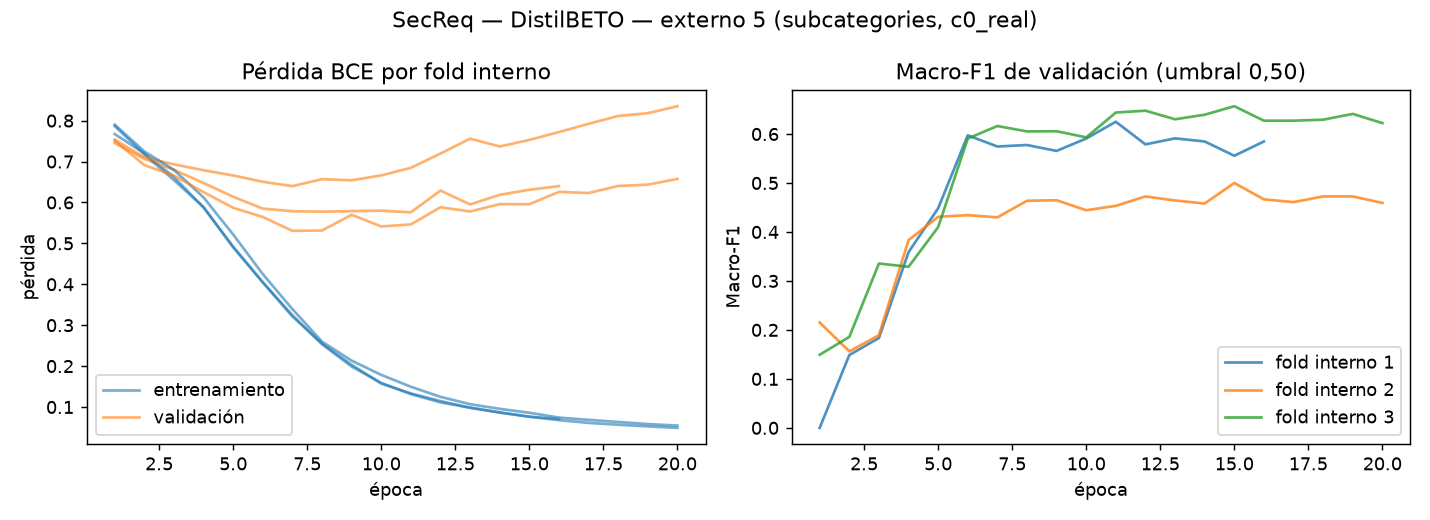 SecReq — DistilBETO — externo 5 (subcategories, c0_real)
Pérdida BCE por fold interno
pérdida
0.8
0.7
0.6
0.5
0.4
0.3
0.2
0.1
entrenamiento
validación
2.5 5.0 7.5 10.0 12.5 15.0 17.5 20.0
época
Macro-F1 de validación (umbral 0,50)
Macro-F1
0.6
0.5
0.4
0.3
0.2
0.1
0.0
fold interno 1
fold interno 2
fold interno 3
2.5 5.0 7.5 10.0 12.5 15.0 17.5 20.0
época